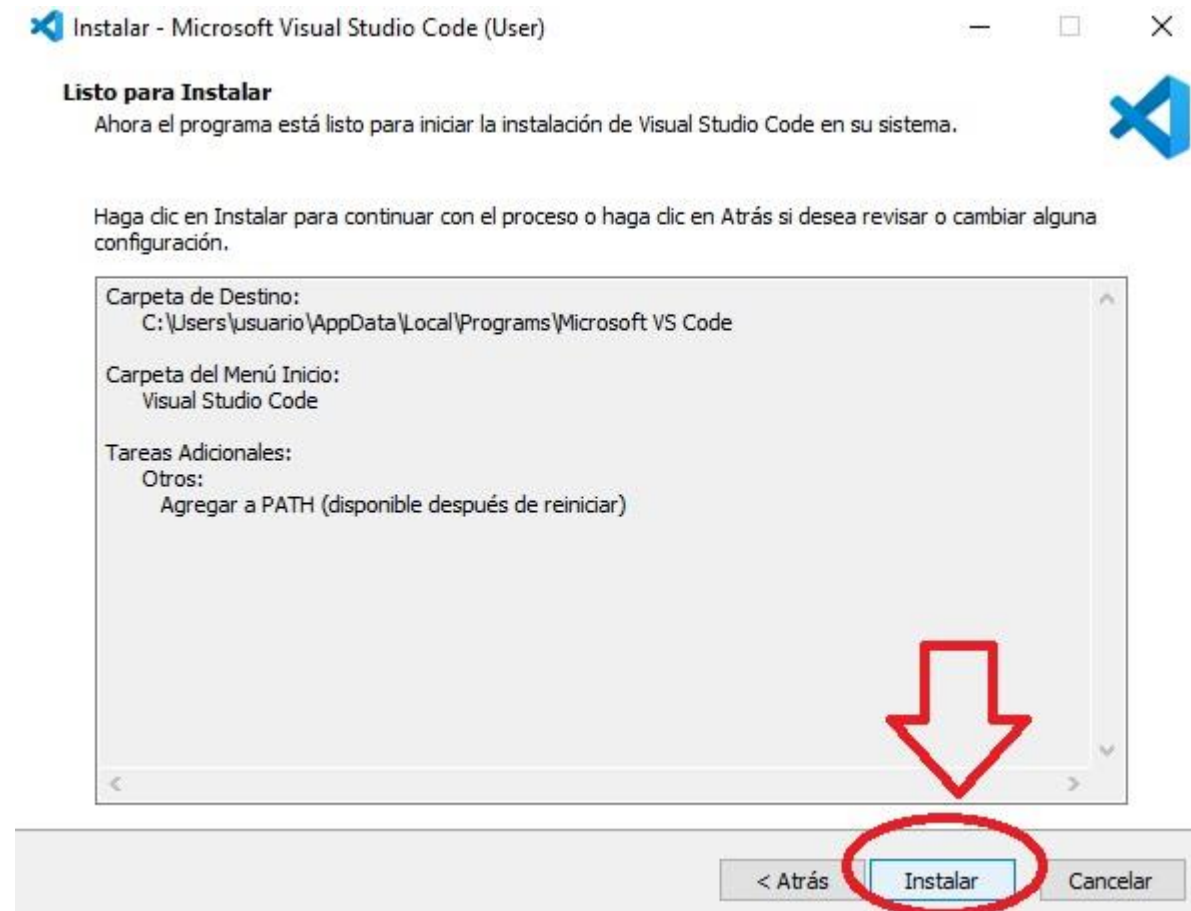 Instalar - Microsoft Visual Studio Code (User)
Listo para Instalar
Ahora el programa está listo para iniciar la instalación de Visual Studio Code en su sistema.
Haga clic en Instalar para continuar con el proceso o haga clic en Atrás si desea revisar o cambiar alguna
configuración.
Carpeta de Destino:
C:\Users\usuario\AppData\Local\Programs\Microsoft VS Code
Carpeta del Menú Inicio:
Visual Studio Code
Tareas Adicionales:
Otros:
Agregar a PATH (disponible después de reiniciar)
< Atrás
Instalar
Cancelar